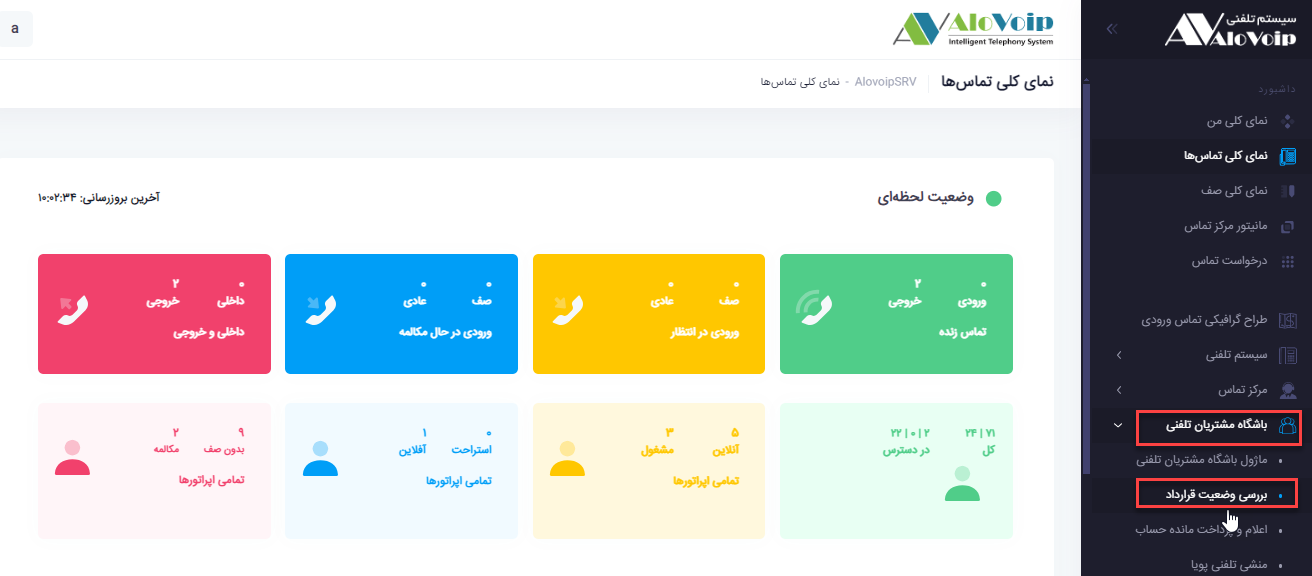 سیستم تلفنی
AloVoip
داشبورد
نمای کلی من
نمای کلی تماس‌ها
نمای کلی صف
مانیتور مرکز تماس
درخواست تماس
طراح گرافیکی تماس ورودی
سیستم تلفنی
مرکز تماس
باشگاه مشتریان تلفنی
ماژول باشگاه مشتریان تلفنی
بررسی وضعیت قرارداد
اعلام و پرداخت مانده حساب
منشی تلفنی پویا
AloVoip
Intelligent Telephony System
a
نمای کلی تماس‌ها
AlovoipSRV - نمای کلی تماس‌ها
وضعیت لحظه‌ای
آخرین بروزرسانی: ۱۰:۰۲:۳۴
۰ ۲
ورودی خروجی
تماس زنده
۰ ۰
صف عادی
ورودی در انتظار
۰ ۰
صف عادی
ورودی در حال مکالمه
۰ ۲
داخلی خروجی
داخلی و خروجی
۷۱ | ۲۴ ۲ | ۰ | ۲۲
کل در دسترس
۵ ۳
آنلاین مشغول
تمامی اپراتورها
۰ ۱
استراحت آفلاین
تمامی اپراتورها
۹ ۲
بدون صف مکالمه
تمامی اپراتورها